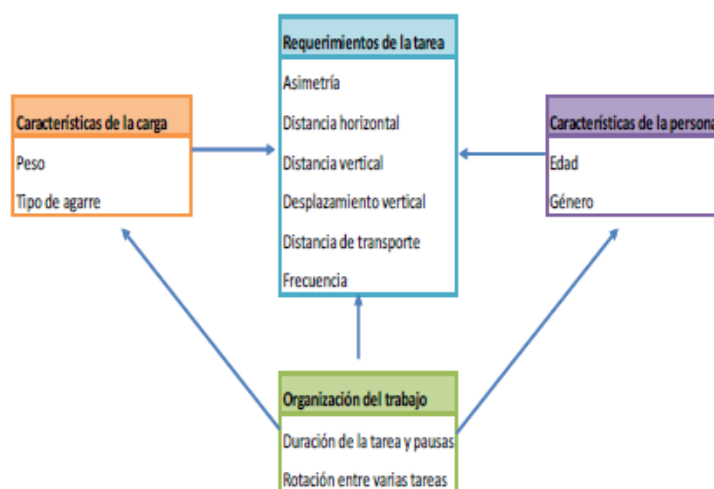 Requerimientos de la tarea
Asimetría
Distancia horizontal
Distancia vertical
Desplazamiento vertical
Distancia de transporte
Frecuencia
Características de la carga
Peso
Tipo de agarre
Características de la persona
Edad
Género
Organización del trabajo
Duración de la tarea y pausas
Rotación entre varias tareas